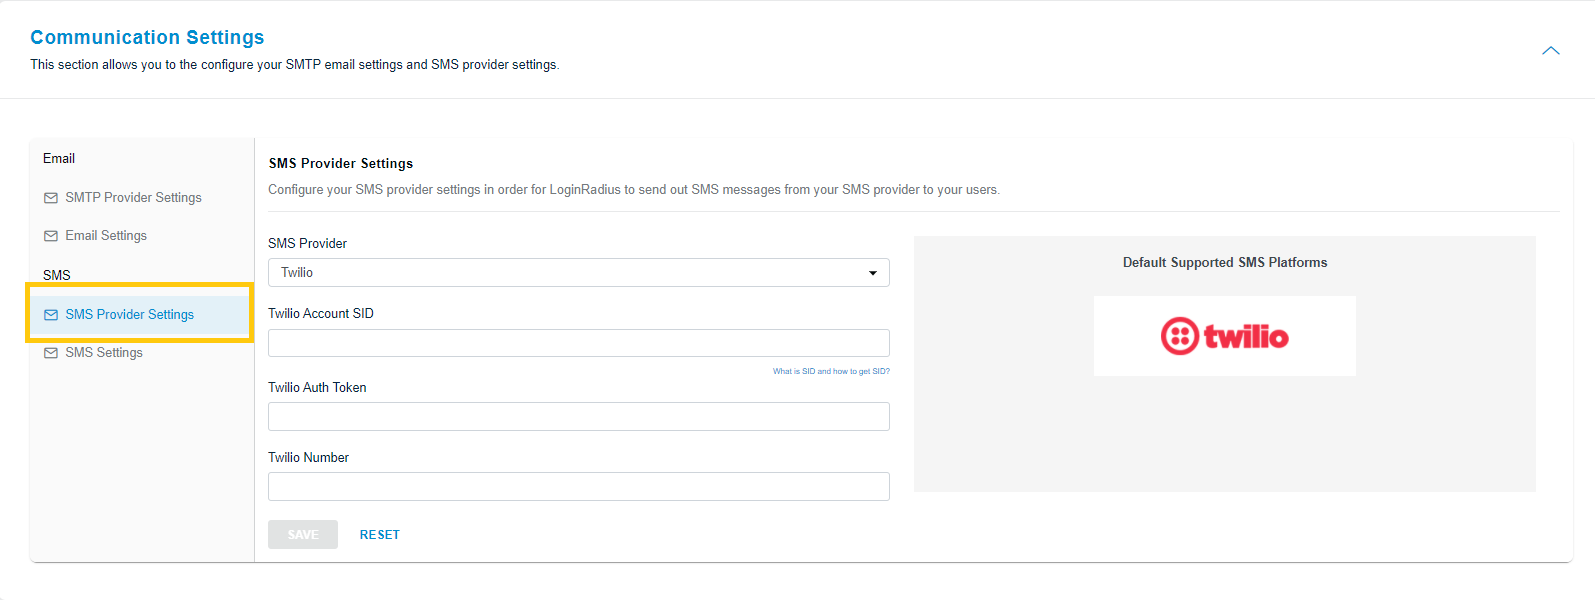 Communication Settings
This section allows you to the configure your SMTP email settings and SMS provider settings.
Email
SMTP Provider Settings
Email Settings
SMS
SMS Provider Settings
SMS Settings
SMS Provider Settings
Configure your SMS provider settings in order for LoginRadius to send out SMS messages from your SMS provider to your users.
SMS Provider
Twilio
Twilio Account SID
What is SID and how to get SID?
Twilio Auth Token
Twilio Number
SAVE RESET
Default Supported SMS Platforms
twilio